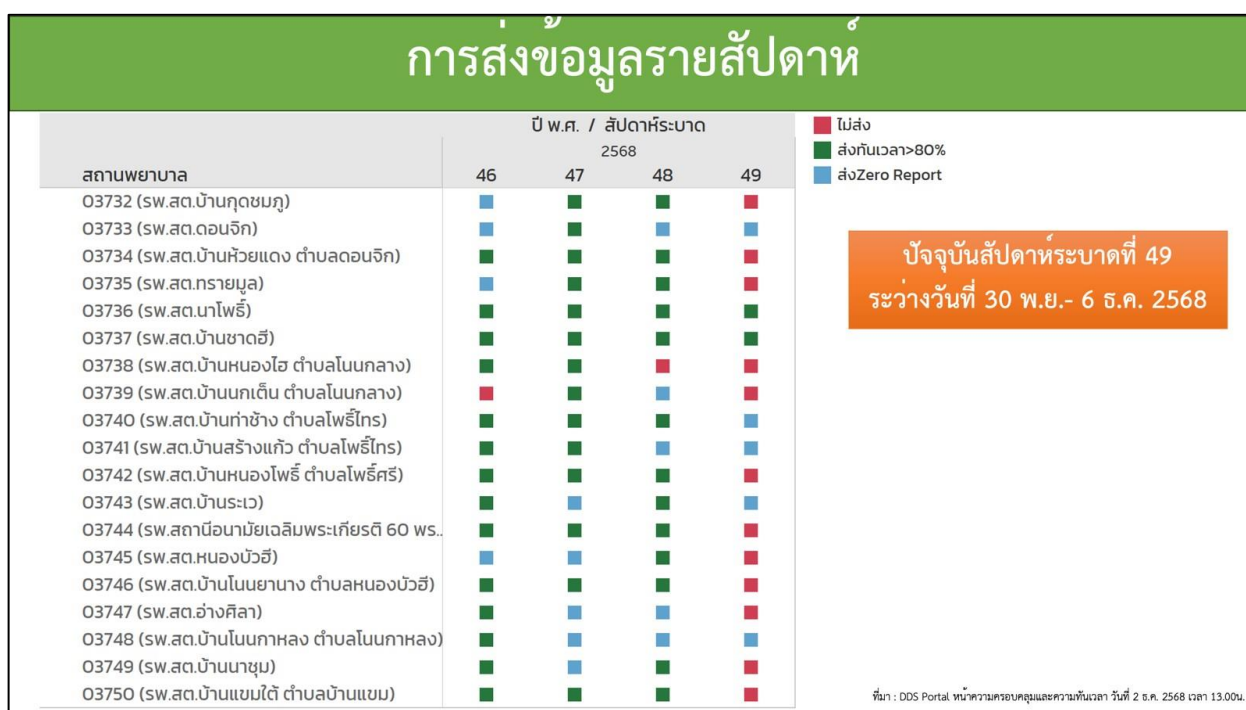 การส่งข้อมูลรายสัปดาห์
ปี พ.ศ. / สัปดาห์ระบาด
2568
สถานพยาบาล 46 47 48 49
03732 (รพ.สต.บ้านกุดชมภู)
03733 (รพ.สต.ดอนจิก)
03734 (รพ.สต.บ้านห้วยแดง ตำบลดอนจิก)
03735 (รพ.สต.ทรายมูล)
03736 (รพ.สต.นาโพธิ์)
03737 (รพ.สต.บ้านชาดฮี)
03738 (รพ.สต.บ้านหนองไฮ ตำบลโนนกลาง)
03739 (รพ.สต.บ้านนกเต็น ตำบลโนนกลาง)
03740 (รพ.สต.บ้านท่าช้าง ตำบลโพธิ์ไทร)
03741 (รพ.สต.บ้านสร้างแก้ว ตำบลโพธิ์ไทร)
03742 (รพ.สต.บ้านหนองโพธิ์ ตำบลโพธิ์ศรี)
03743 (รพ.สต.บ้านระเว)
03744 (รพ.สถานีอนามัยเฉลิมพระเกียรติ 60 พร..
03745 (รพ.สต.หนองบัวฮี)
03746 (รพ.สต.บ้านโนนยานาง ตำบลหนองบัวฮี)
03747 (รพ.สต.อ่างศิลา)
03748 (รพ.สต.บ้านโนนกาหลง ตำบลโนนกาหลง)
03749 (รพ.สต.บ้านนาชุม)
03750 (รพ.สต.บ้านแขมใต้ ตำบลบ้านแขม)
ไม่ส่ง
ส่งทันเวลา>80%
ส่งZero Report
ปัจจุบันสัปดาห์ระบาดที่ 49
ระว่างวันที่ 30 พ.ย.- 6 ธ.ค. 2568
ที่มา : DDS Portal หน้าความครอบคลุมและความทันเวลา วันที่ 2 ธ.ค. 2568 เวลา 13.00น.